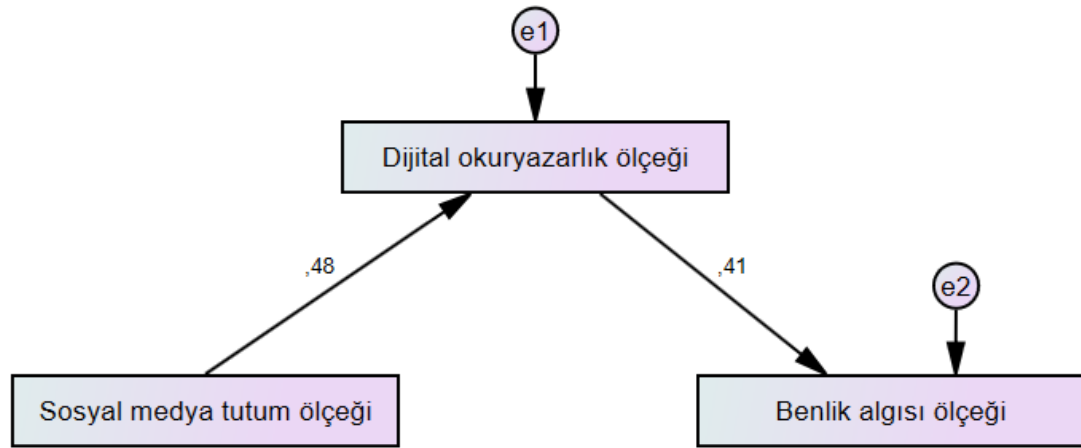 e1
Dijital okuryazarlık ölçeği
,48
,41
e2
Sosyal medya tutum ölçeği
Benlik algısı ölçeği